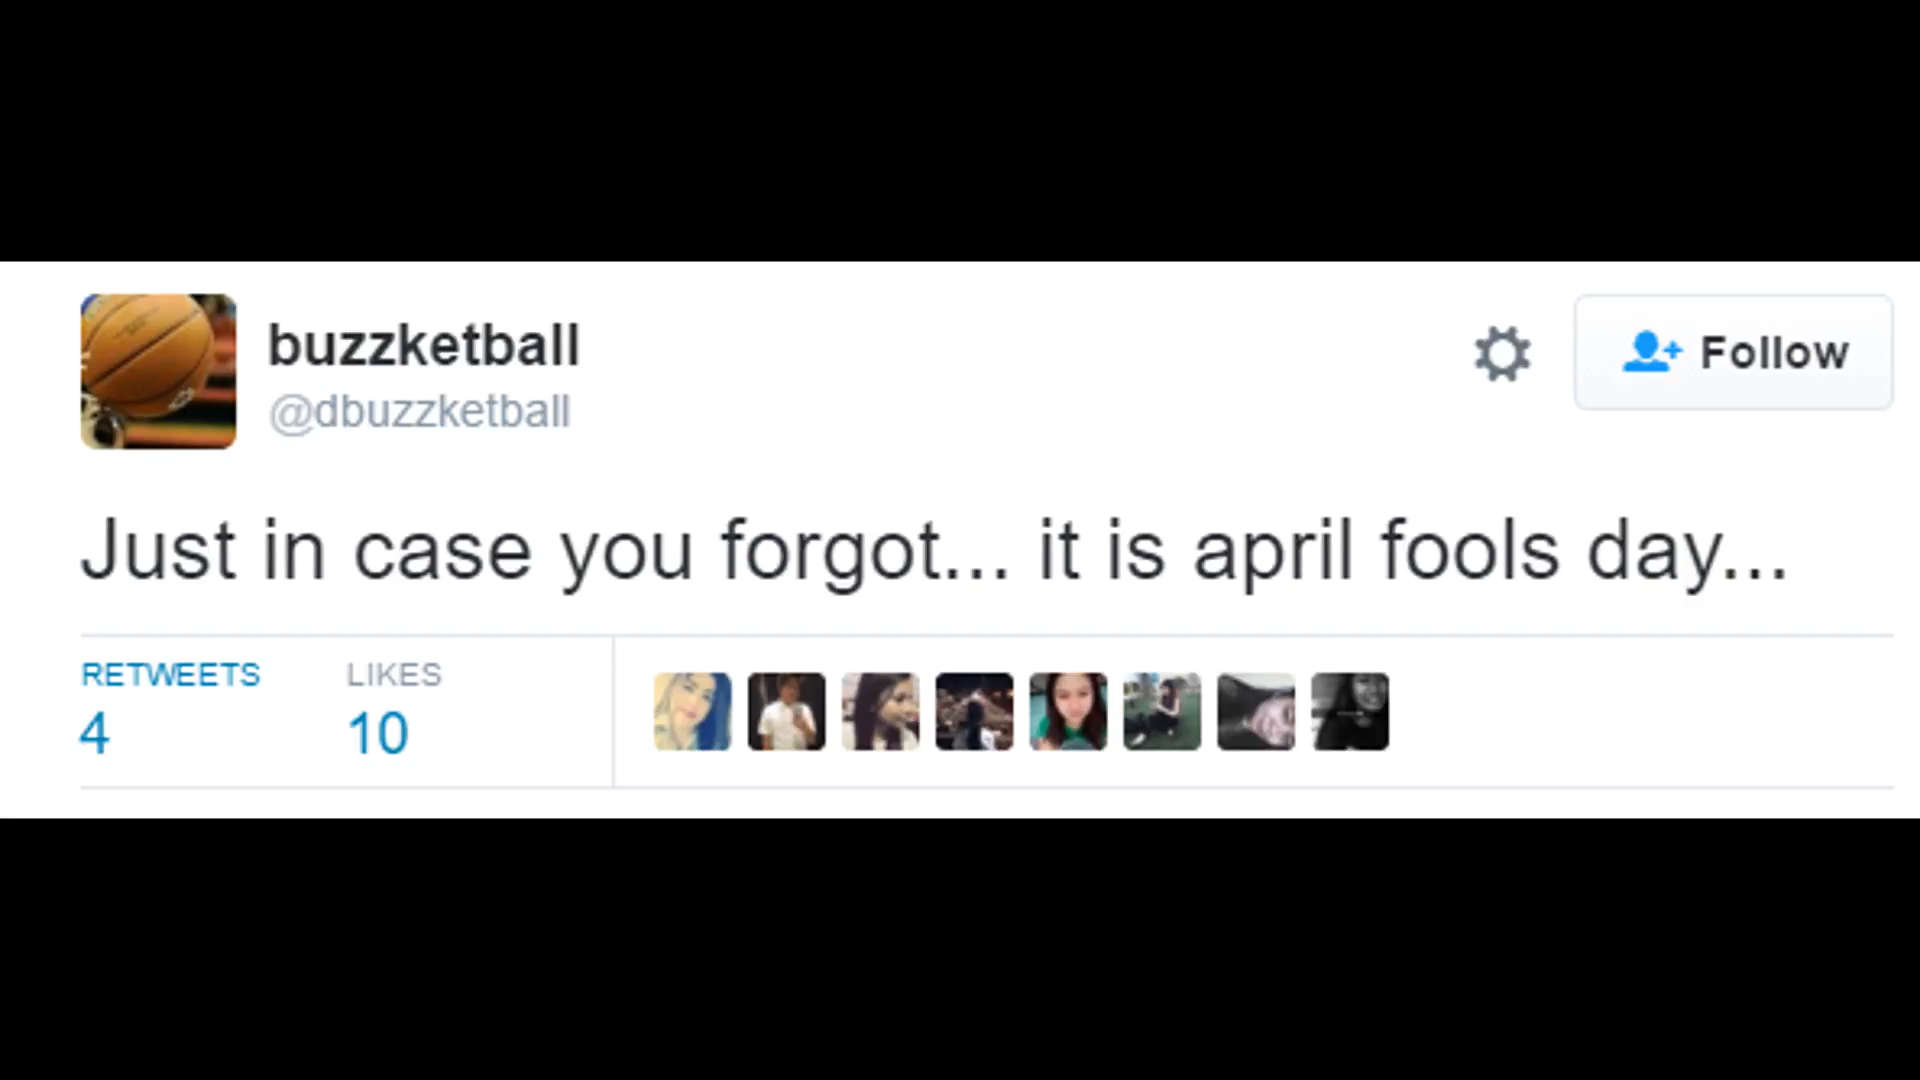 buzzketball
@dbuzzketball
Follow
Just in case you forgot... it is april fools day...
RETWEETS LIKES
4 10